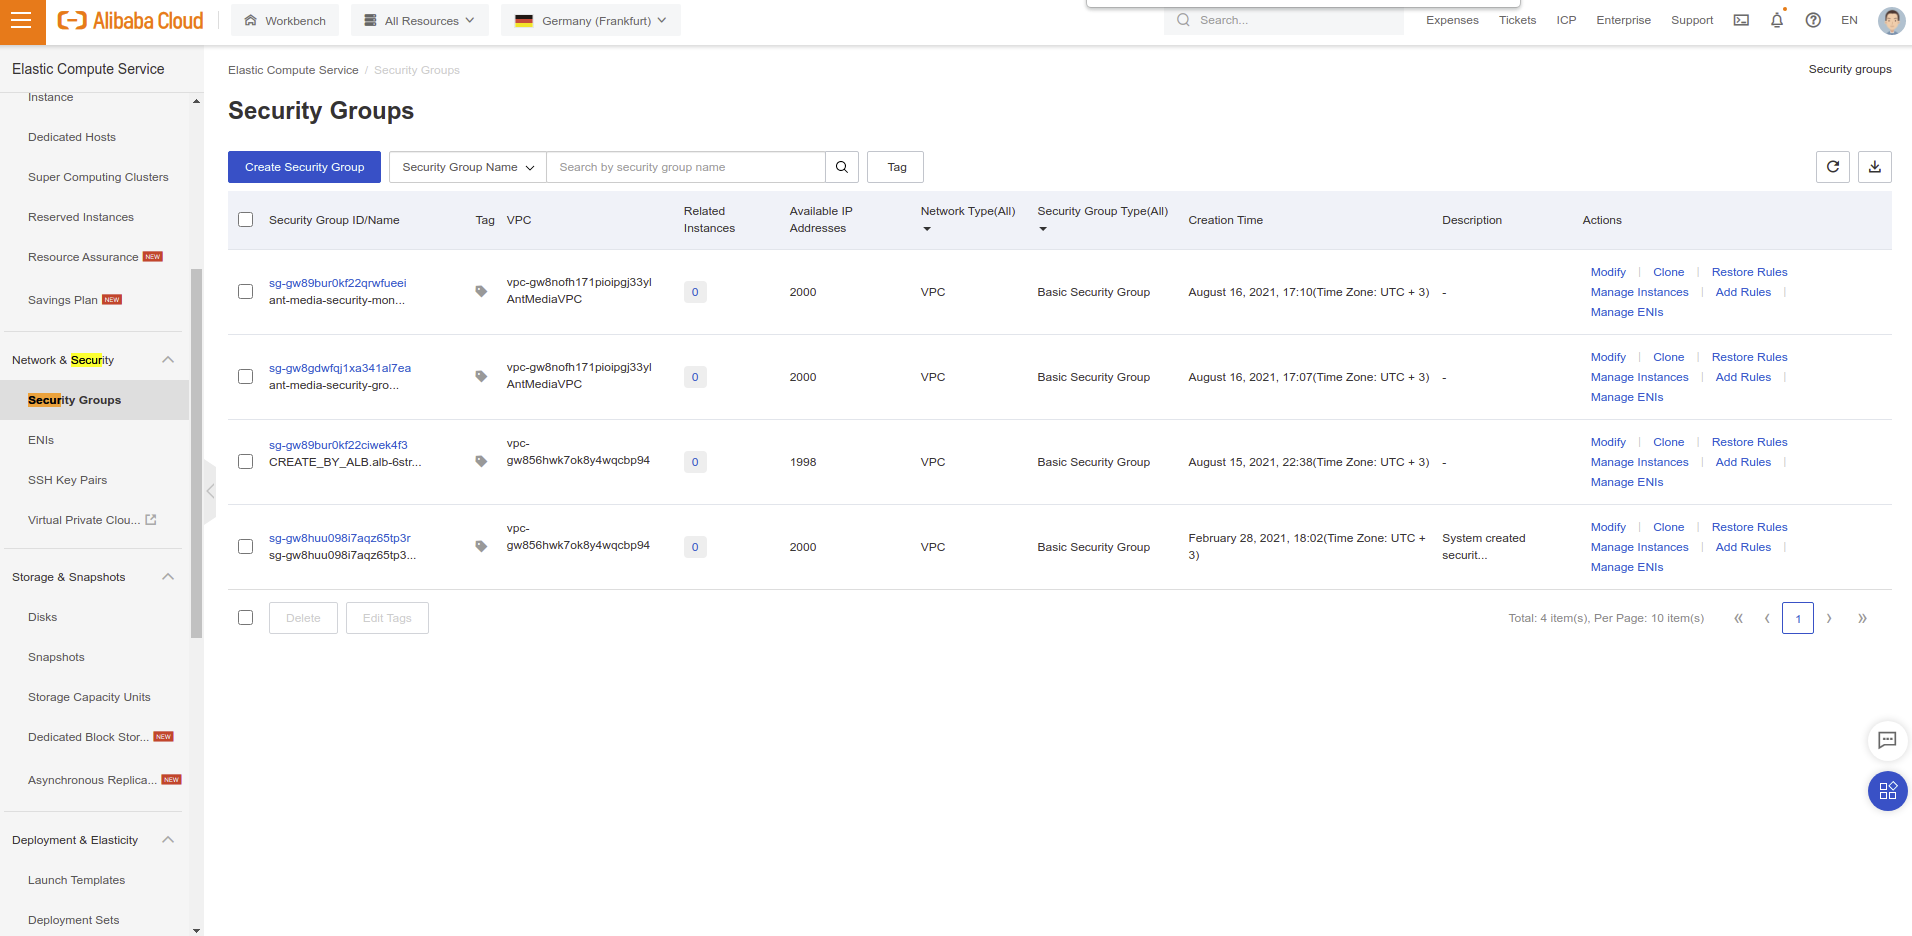 Alibaba Cloud
Workbench
All Resources
Germany (Frankfurt)
Search...
Expenses
Tickets
ICP
Enterprise
Support
EN
Elastic Compute Service
Instance
Dedicated Hosts
Super Computing Clusters
Reserved Instances
Resource Assurance NEW
Savings Plan NEW
Network & Security
Security Groups
ENIs
SSH Key Pairs
Virtual Private Clou...
Storage & Snapshots
Disks
Snapshots
Storage Capacity Units
Dedicated Block Stor... NEW
Asynchronous Replica... NEW
Deployment & Elasticity
Launch Templates
Deployment Sets
Elastic Compute Service / Security Groups
Security groups
Security Groups
Create Security Group
Security Group Name
Search by security group name
Tag
Security Group ID/Name
Tag
VPC
Related
Instances
Available IP
Addresses
Network Type(All)
Security Group Type(All)
Creation Time
Description
Actions
sg-gw89bur0kf22qrwfueei
ant-media-security-mon...
vpc-gw8nofh171pioipgj33yl
AntMediaVPC
0
2000
VPC
Basic Security Group
August 16, 2021, 17:10(Time Zone: UTC + 3)
-
Modify | Clone | Restore Rules
Manage Instances | Add Rules |
Manage ENIs
sg-gw8gdwfqj1xa341al7ea
ant-media-security-gro...
vpc-gw8nofh171pioipgj33yl
AntMediaVPC
0
2000
VPC
Basic Security Group
August 16, 2021, 17:07(Time Zone: UTC + 3)
-
Modify | Clone | Restore Rules
Manage Instances | Add Rules |
Manage ENIs
sg-gw89bur0kf22ciwek4f3
CREATE_BY_ALB.alb-6str...
vpc-
gw856hwk7ok8y4wqcbp94
0
1998
VPC
Basic Security Group
August 15, 2021, 22:38(Time Zone: UTC + 3)
-
Modify | Clone | Restore Rules
Manage Instances | Add Rules |
Manage ENIs
sg-gw8huu098i7aqz65tp3r
sg-gw8huu098i7aqz65tp3...
vpc-
gw856hwk7ok8y4wqcbp94
0
2000
VPC
Basic Security Group
February 28, 2021, 18:02(Time Zone: UTC +
3)
System created
securit...
Modify | Clone | Restore Rules
Manage Instances | Add Rules |
Manage ENIs
Delete
Edit Tags
Total: 4 item(s), Per Page: 10 item(s)
« ‹ 1 › »